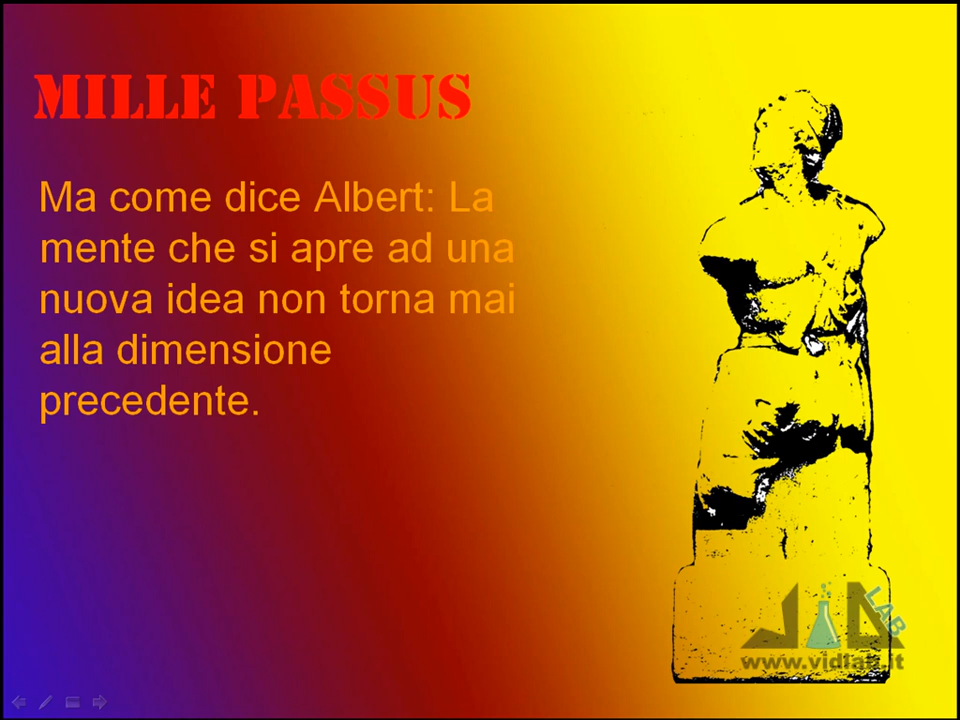 MILLE PASSUS
Ma come dice Albert: La
mente che si apre ad una
nuova idea non torna mai
alla dimensione
precedente.
LAB
www.vidlab.it